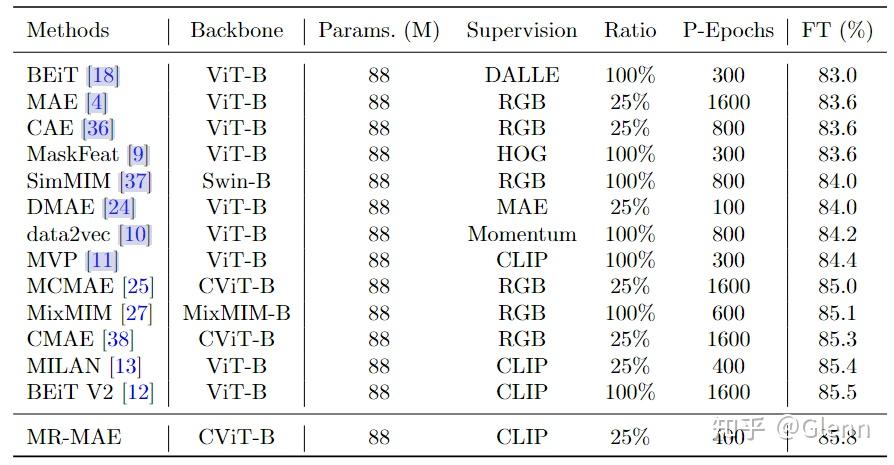 Methods Backbone Params. (M) Supervision Ratio P-Epochs FT (%)
BEiT [18] ViT-B 88 DALLE 100% 300 83.0
MAE [4] ViT-B 88 RGB 25% 1600 83.6
CAE [36] ViT-B 88 RGB 25% 800 83.6
MaskFeat [9] ViT-B 88 HOG 100% 300 83.6
SimMIM [37] Swin-B 88 RGB 100% 800 84.0
DMAE [24] ViT-B 88 MAE 25% 100 84.0
data2vec [10] ViT-B 88 Momentum 100% 800 84.2
MVP [11] ViT-B 88 CLIP 100% 300 84.4
MCMAE [25] CViT-B 88 RGB 25% 1600 85.0
MixMIM [27] MixMIM-B 88 RGB 100% 600 85.1
CMAE [38] CViT-B 88 RGB 25% 1600 85.3
MILAN [13] ViT-B 88 CLIP 25% 400 85.4
BEiT V2 [12] ViT-B 88 CLIP 100% 1600 85.5
MR-MAE CViT-B 88 CLIP 25% 400 85.8
知乎 @Glenn